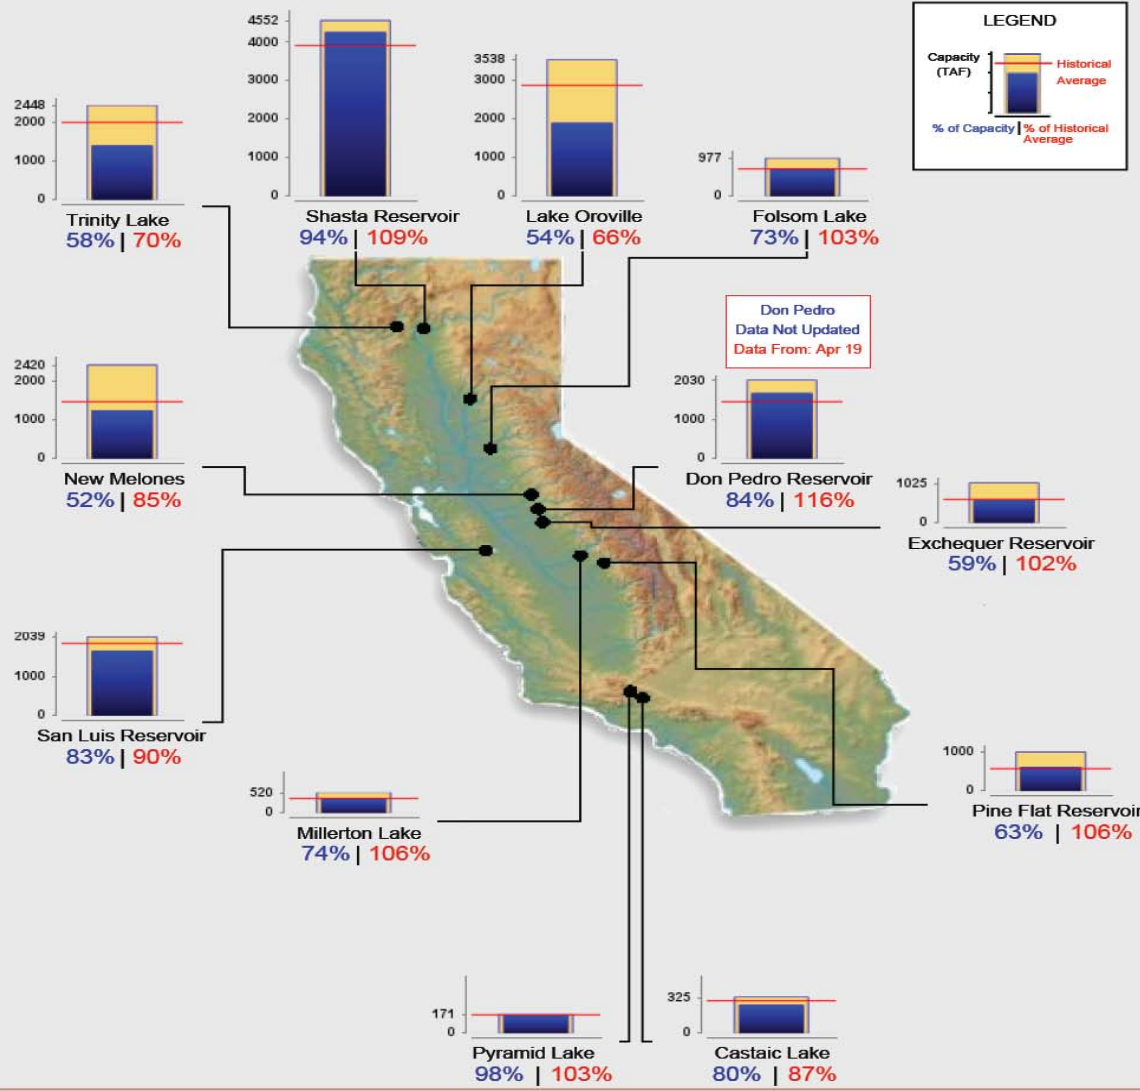 4552
4000
3000
2000
1000
0
Shasta Reservoir
94% | 109%
3538
3000
2000
1000
0
Lake Oroville
54% | 66%
LEGEND
Capacity
(TAF)
Historical
Average
% of Capacity | % of Historical
Average
2448
2000
1000
0
Trinity Lake
58% | 70%
977
0
Folsom Lake
73% | 103%
Don Pedro
Data Not Updated
Data From: Apr 19
2420
2000
1000
0
New Melones
52% | 85%
2030
1000
0
Don Pedro Reservoir
84% | 116%
1025
0
Exchequer Reservoir
59% | 102%
2039
1000
0
San Luis Reservoir
83% | 90%
520
0
Millerton Lake
74% | 106%
1000
0
Pine Flat Reservoir
63% | 106%
171
0
Pyramid Lake
98% | 103%
325
0
Castaic Lake
80% | 87%